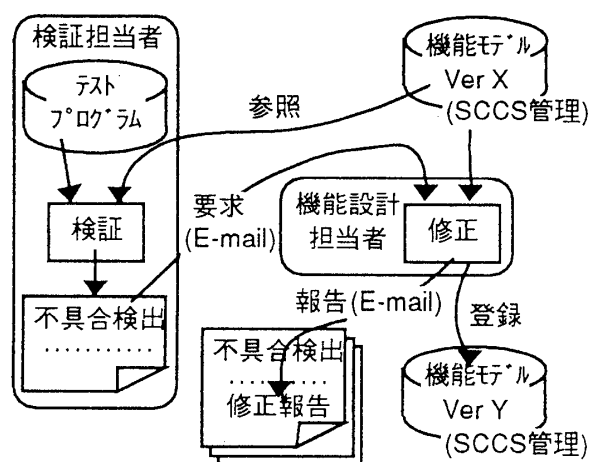 検証担当者
テスト
プログラム
検証
不具合検出
............
参照
機能モデル
Ver X
(SCCS管理)
要求
(E-mail)
機能設計
担当者
修正
報告(E-mail)
登録
不具合検出
............
修正報告
機能モデル
Ver Y
(SCCS管理)